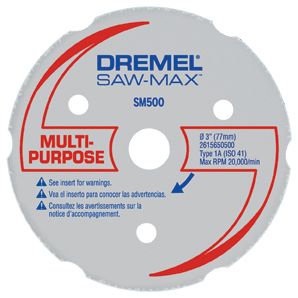 DREMEL
SAW-MAX™
SM500
MULTI-
PURPOSE
Ø 3" (77mm)
2615650500
Type 1A (ISO 41)
Max RPM 20,000/min
See insert for warnings.
Vea el inserto para conocer las advertencias.
Consultez les avertissements sur la
notice d'accompagnement.